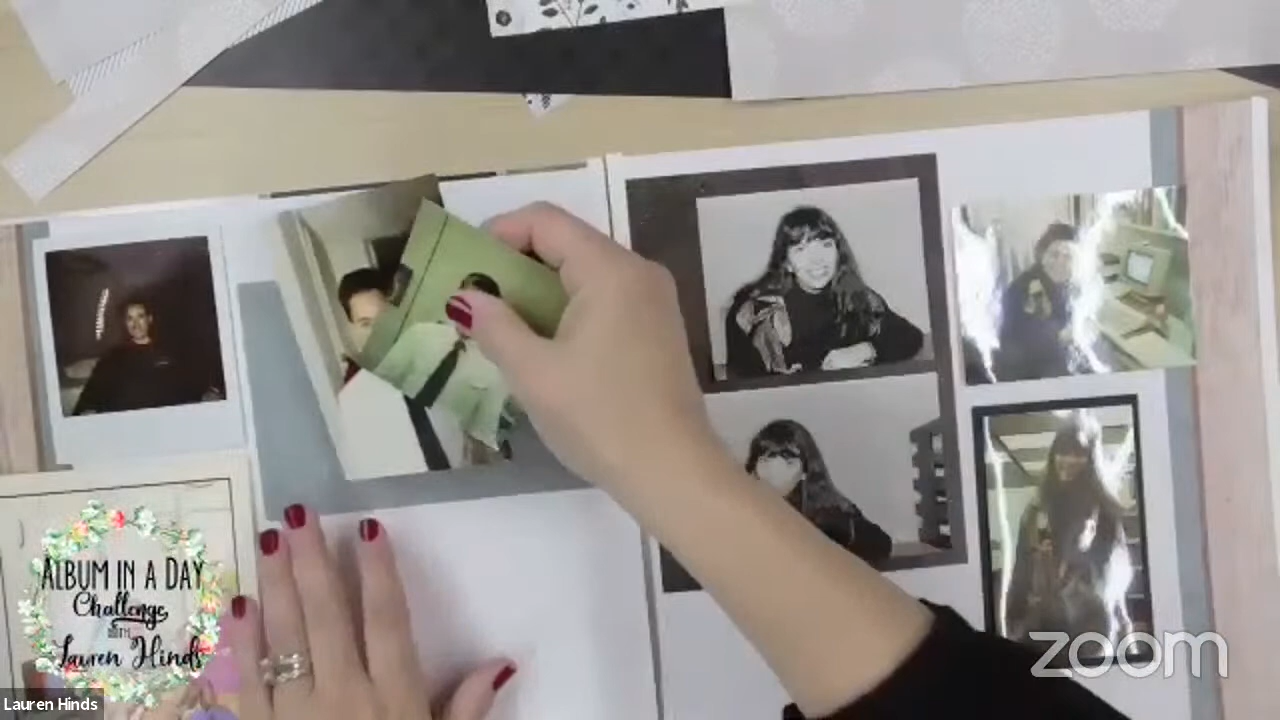 ALBUM IN A DAY
Challenge
WITH
Lauren Hinds
Lauren Hinds
zoom